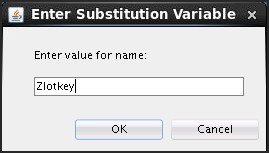 Enter Substitution Variable
Enter value for name:
Zlotkey
OK
Cancel